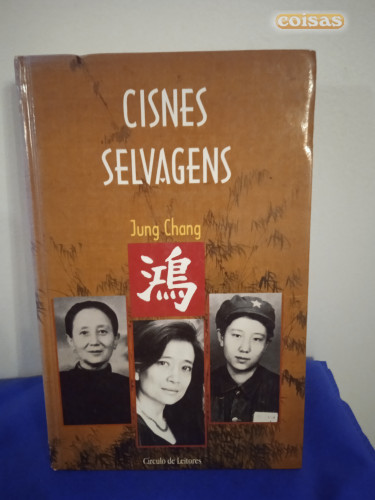 coisas
CISNES
SELVAGENS
Jung Chang
鴻
Círculo de Leitores